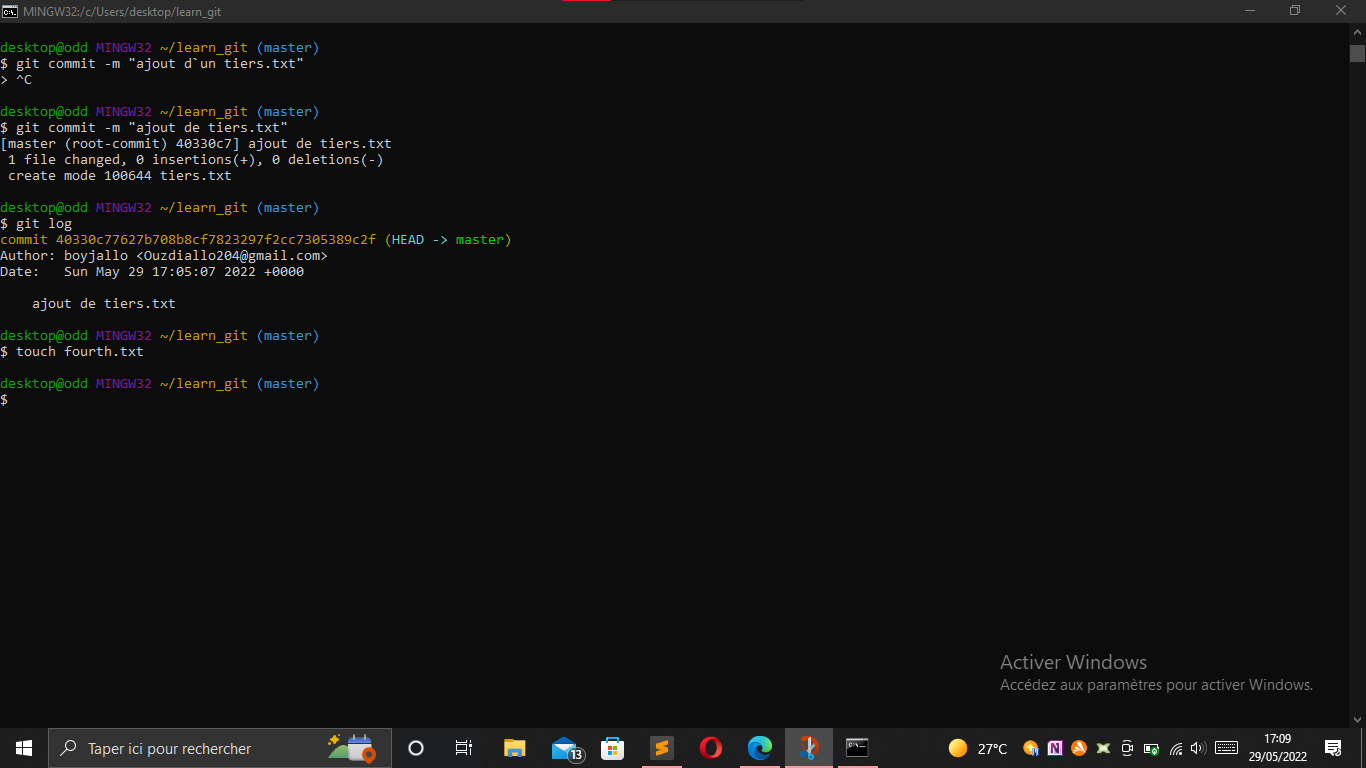 MINGW32:/c/Users/desktop/learn_git
desktop@odd MINGW32 ~/learn_git (master)
$ git commit -m "ajout d`un tiers.txt"
> ^C
desktop@odd MINGW32 ~/learn_git (master)
$ git commit -m "ajout de tiers.txt"
[master (root-commit) 40330c7] ajout de tiers.txt
 1 file changed, 0 insertions(+), 0 deletions(-)
 create mode 100644 tiers.txt
desktop@odd MINGW32 ~/learn_git (master)
$ git log
commit 40330c77627b708b8cf7823297f2cc7305389c2f (HEAD -> master)
Author: boyjallo <Ouzdiallo204@gmail.com>
Date:   Sun May 29 17:05:07 2022 +0000
    ajout de tiers.txt
desktop@odd MINGW32 ~/learn_git (master)
$ touch fourth.txt
desktop@odd MINGW32 ~/learn_git (master)
$
Activer Windows
Accédez aux paramètres pour activer Windows.
Taper ici pour rechercher
13
27°C
17:09
29/05/2022